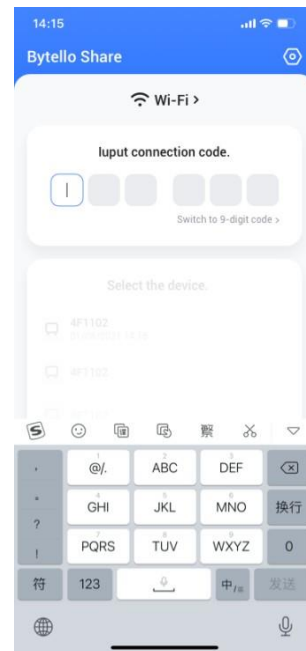 14:15
Bytello Share
Wi-Fi >
Iuput connection code.
Switch to 9-digit code >
Select the device.
4F1102
4F1102
, @/. ABC DEF
GHI JKL MNO 换行
? PQRS TUV WXYZ 0
!
符 123 中/英 发送